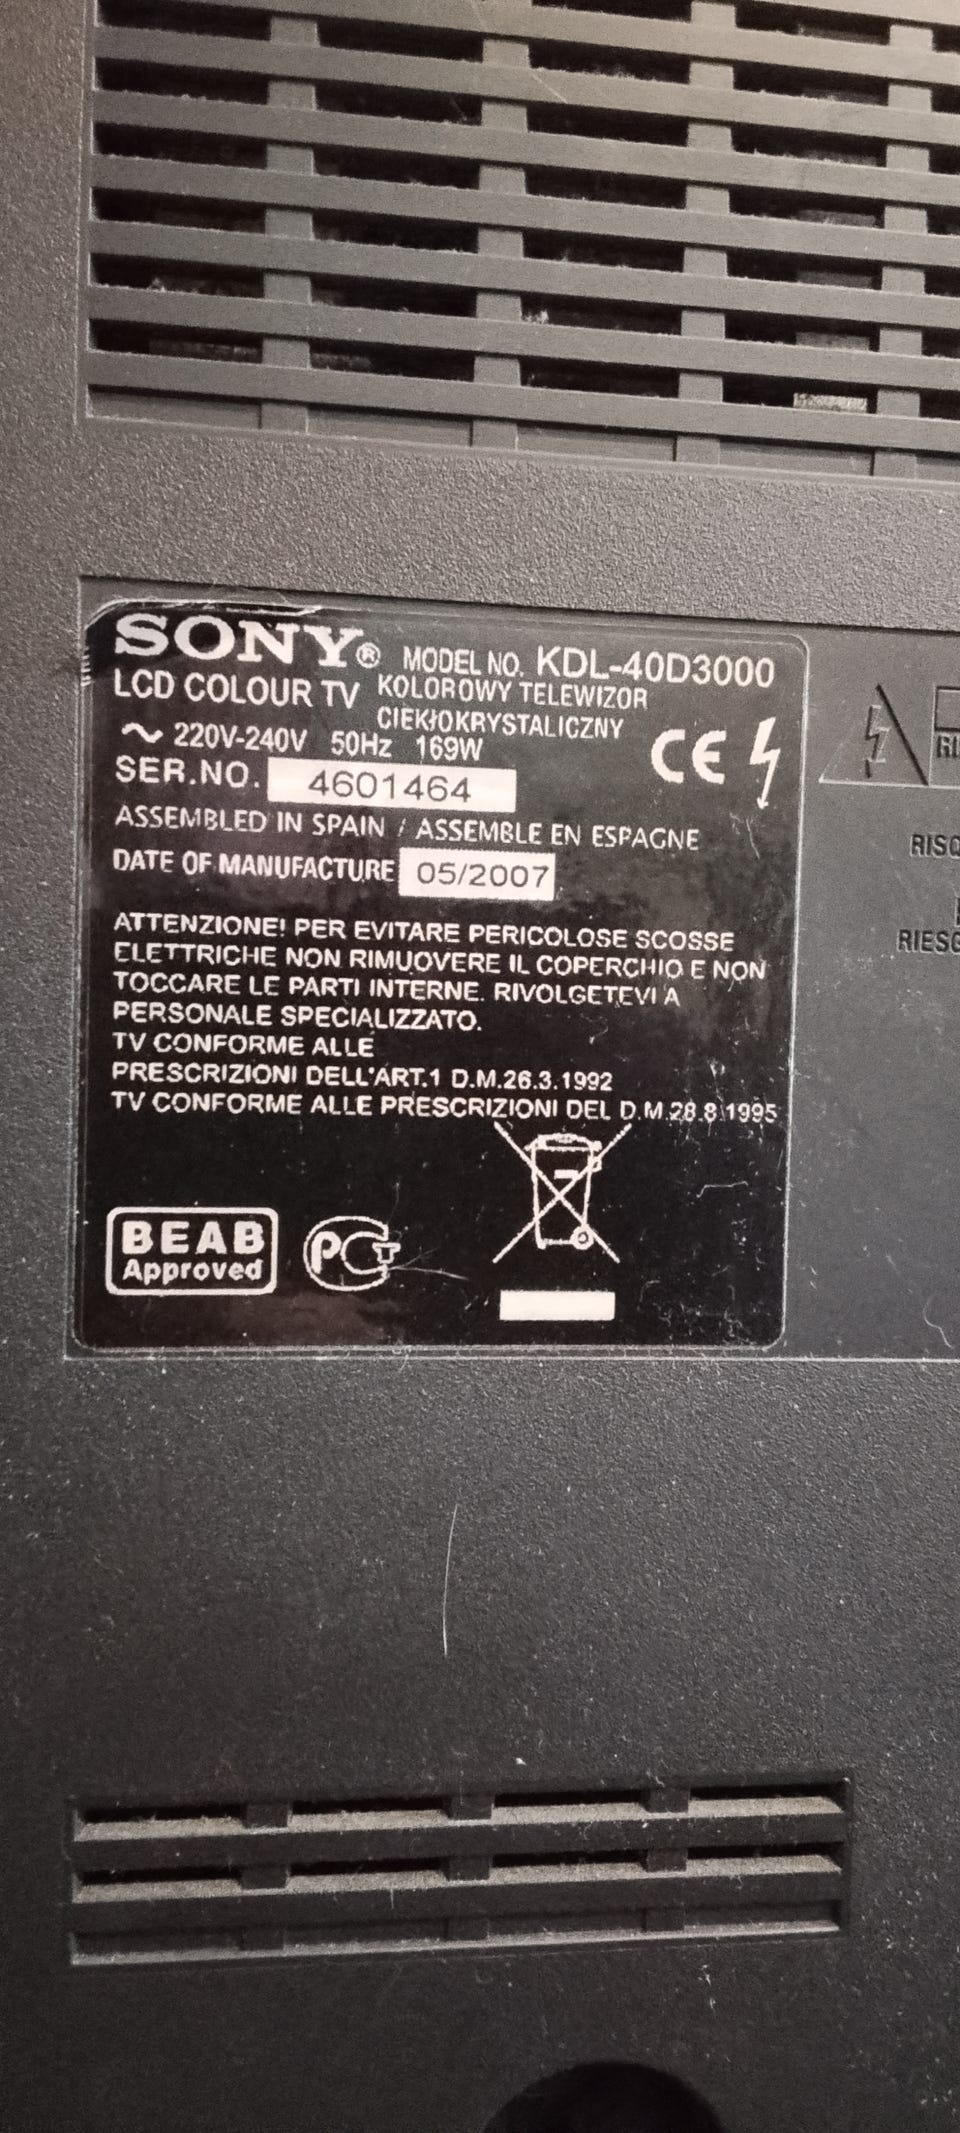 SONY® MODEL NO. KDL-40D3000
LCD COLOUR TV KOLOROWY TELEWIZOR
CIEKŁOKRYSTALICZNY
~ 220V-240V 50Hz 169W CE
SER.NO. 4601464
ASSEMBLED IN SPAIN / ASSEMBLE EN ESPAGNE
DATE OF MANUFACTURE 05/2007
ATTENZIONE! PER EVITARE PERICOLOSE SCOSSE
ELETTRICHE NON RIMUOVERE IL COPERCHIO E NON
TOCCARE LE PARTI INTERNE. RIVOLGETEVI A
PERSONALE SPECIALIZZATO.
TV CONFORME ALLE
PRESCRIZIONI DELL'ART.1 D.M.26.3.1992
TV CONFORME ALLE PRESCRIZIONI DEL D.M.28.8.1995
BEAB
Approved
РСТ